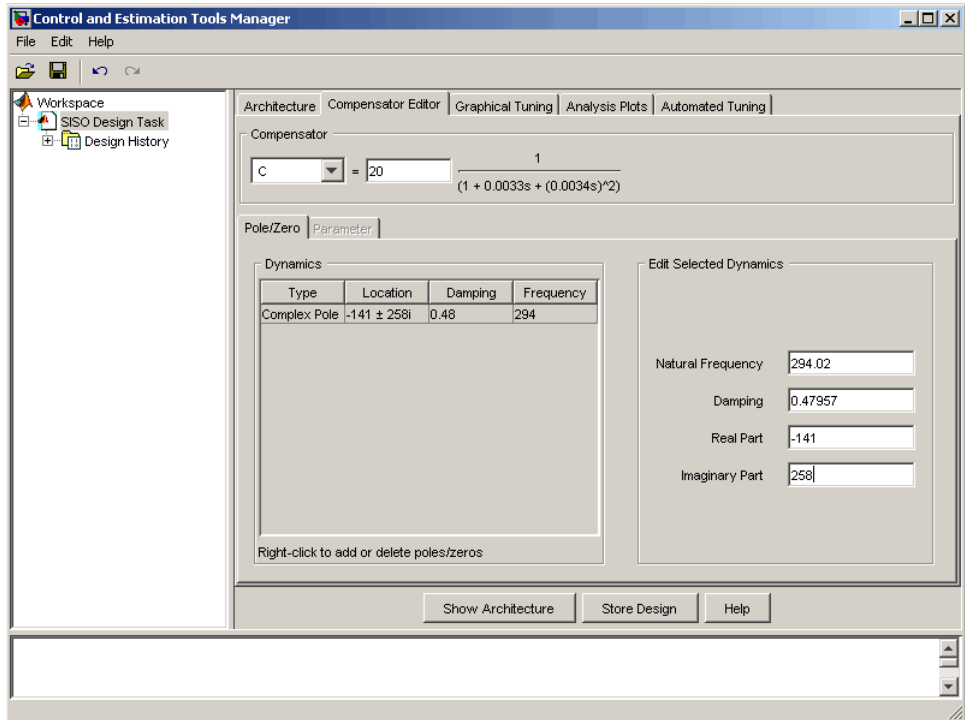 Control and Estimation Tools Manager
File Edit Help
Workspace
SISO Design Task
Design History
Architecture Compensator Editor Graphical Tuning Analysis Plots Automated Tuning
Compensator
C = 20
1
(1 + 0.0033s + (0.0034s)^2)
Pole/Zero Parameter
Dynamics
Type Location Damping Frequency
Complex Pole -141 ± 258i 0.48 294
Right-click to add or delete poles/zeros
Edit Selected Dynamics
Natural Frequency 294.02
Damping 0.47957
Real Part -141
Imaginary Part 258
Show Architecture Store Design Help